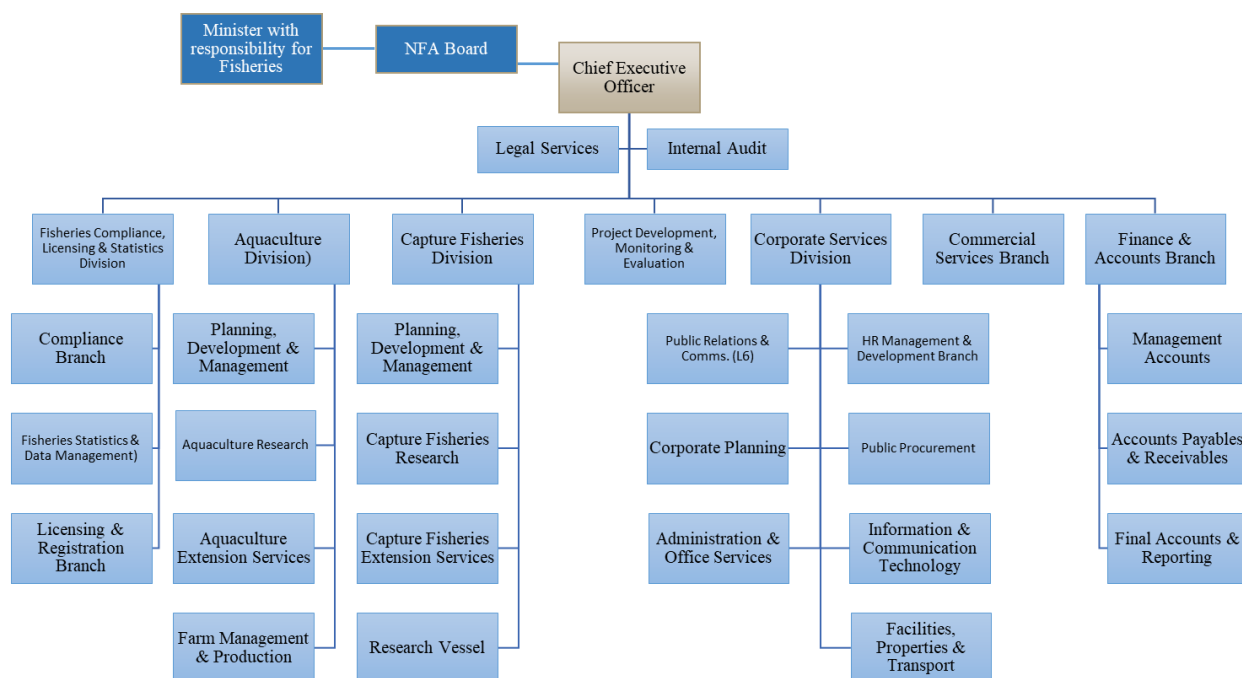 Minister with
responsibility for
Fisheries
NFA Board
Chief Executive
Officer
Legal Services
Internal Audit
Fisheries Compliance,
Licensing & Statistics
Division
Aquaculture
Division)
Capture Fisheries
Division
Project Development,
Monitoring &
Evaluation
Corporate Services
Division
Commercial
Services Branch
Finance &
Accounts Branch
Compliance
Branch
Planning,
Development &
Management
Planning,
Development &
Management
Public Relations &
Comms. (L6)
HR Management &
Development Branch
Management
Accounts
Fisheries Statistics &
Data Management)
Aquaculture Research
Capture Fisheries
Research
Corporate Planning
Public Procurement
Accounts Payables
& Receivables
Licensing &
Registration
Branch
Aquaculture
Extension Services
Capture Fisheries
Extension Services
Administration &
Office Services
Information &
Communication
Technology
Final Accounts &
Reporting
Farm Management
& Production
Research Vessel
Facilities,
Properties &
Transport